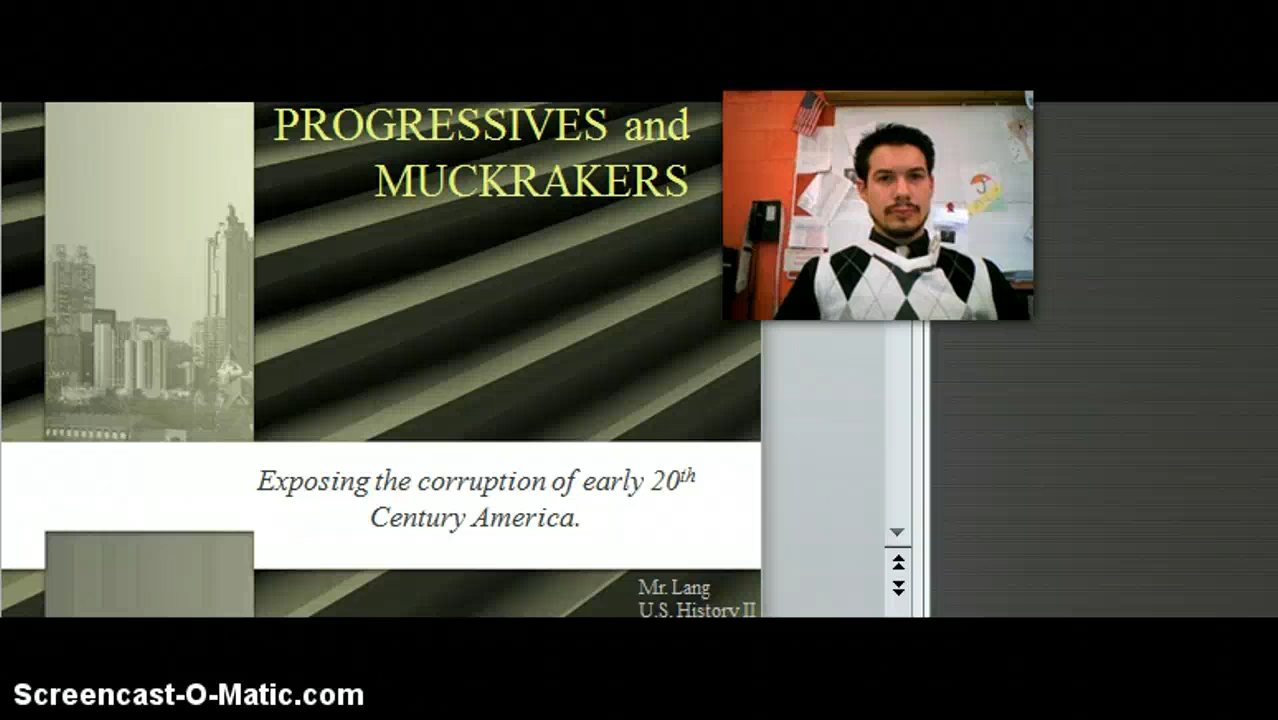 PROGRESSIVES and
MUCKRAKERS
Exposing the corruption of early 20th
Century America.
Mr. Lang
U.S. History II
Screencast-O-Matic.com